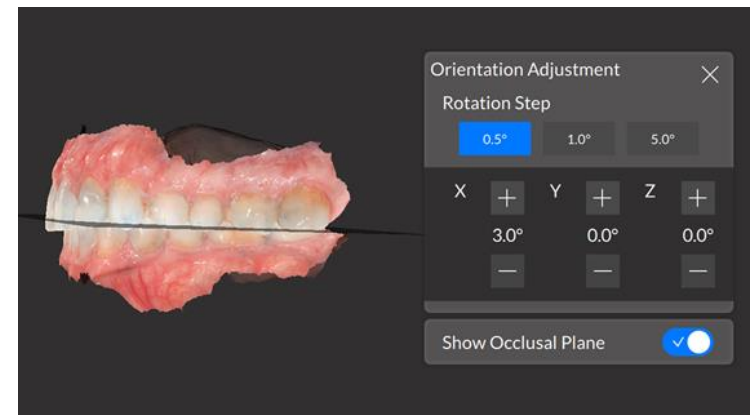 Orientation Adjustment
Rotation Step
0.5° 1.0° 5.0°
X + Y + Z +
3.0° 0.0° 0.0°
Show Occlusal Plane